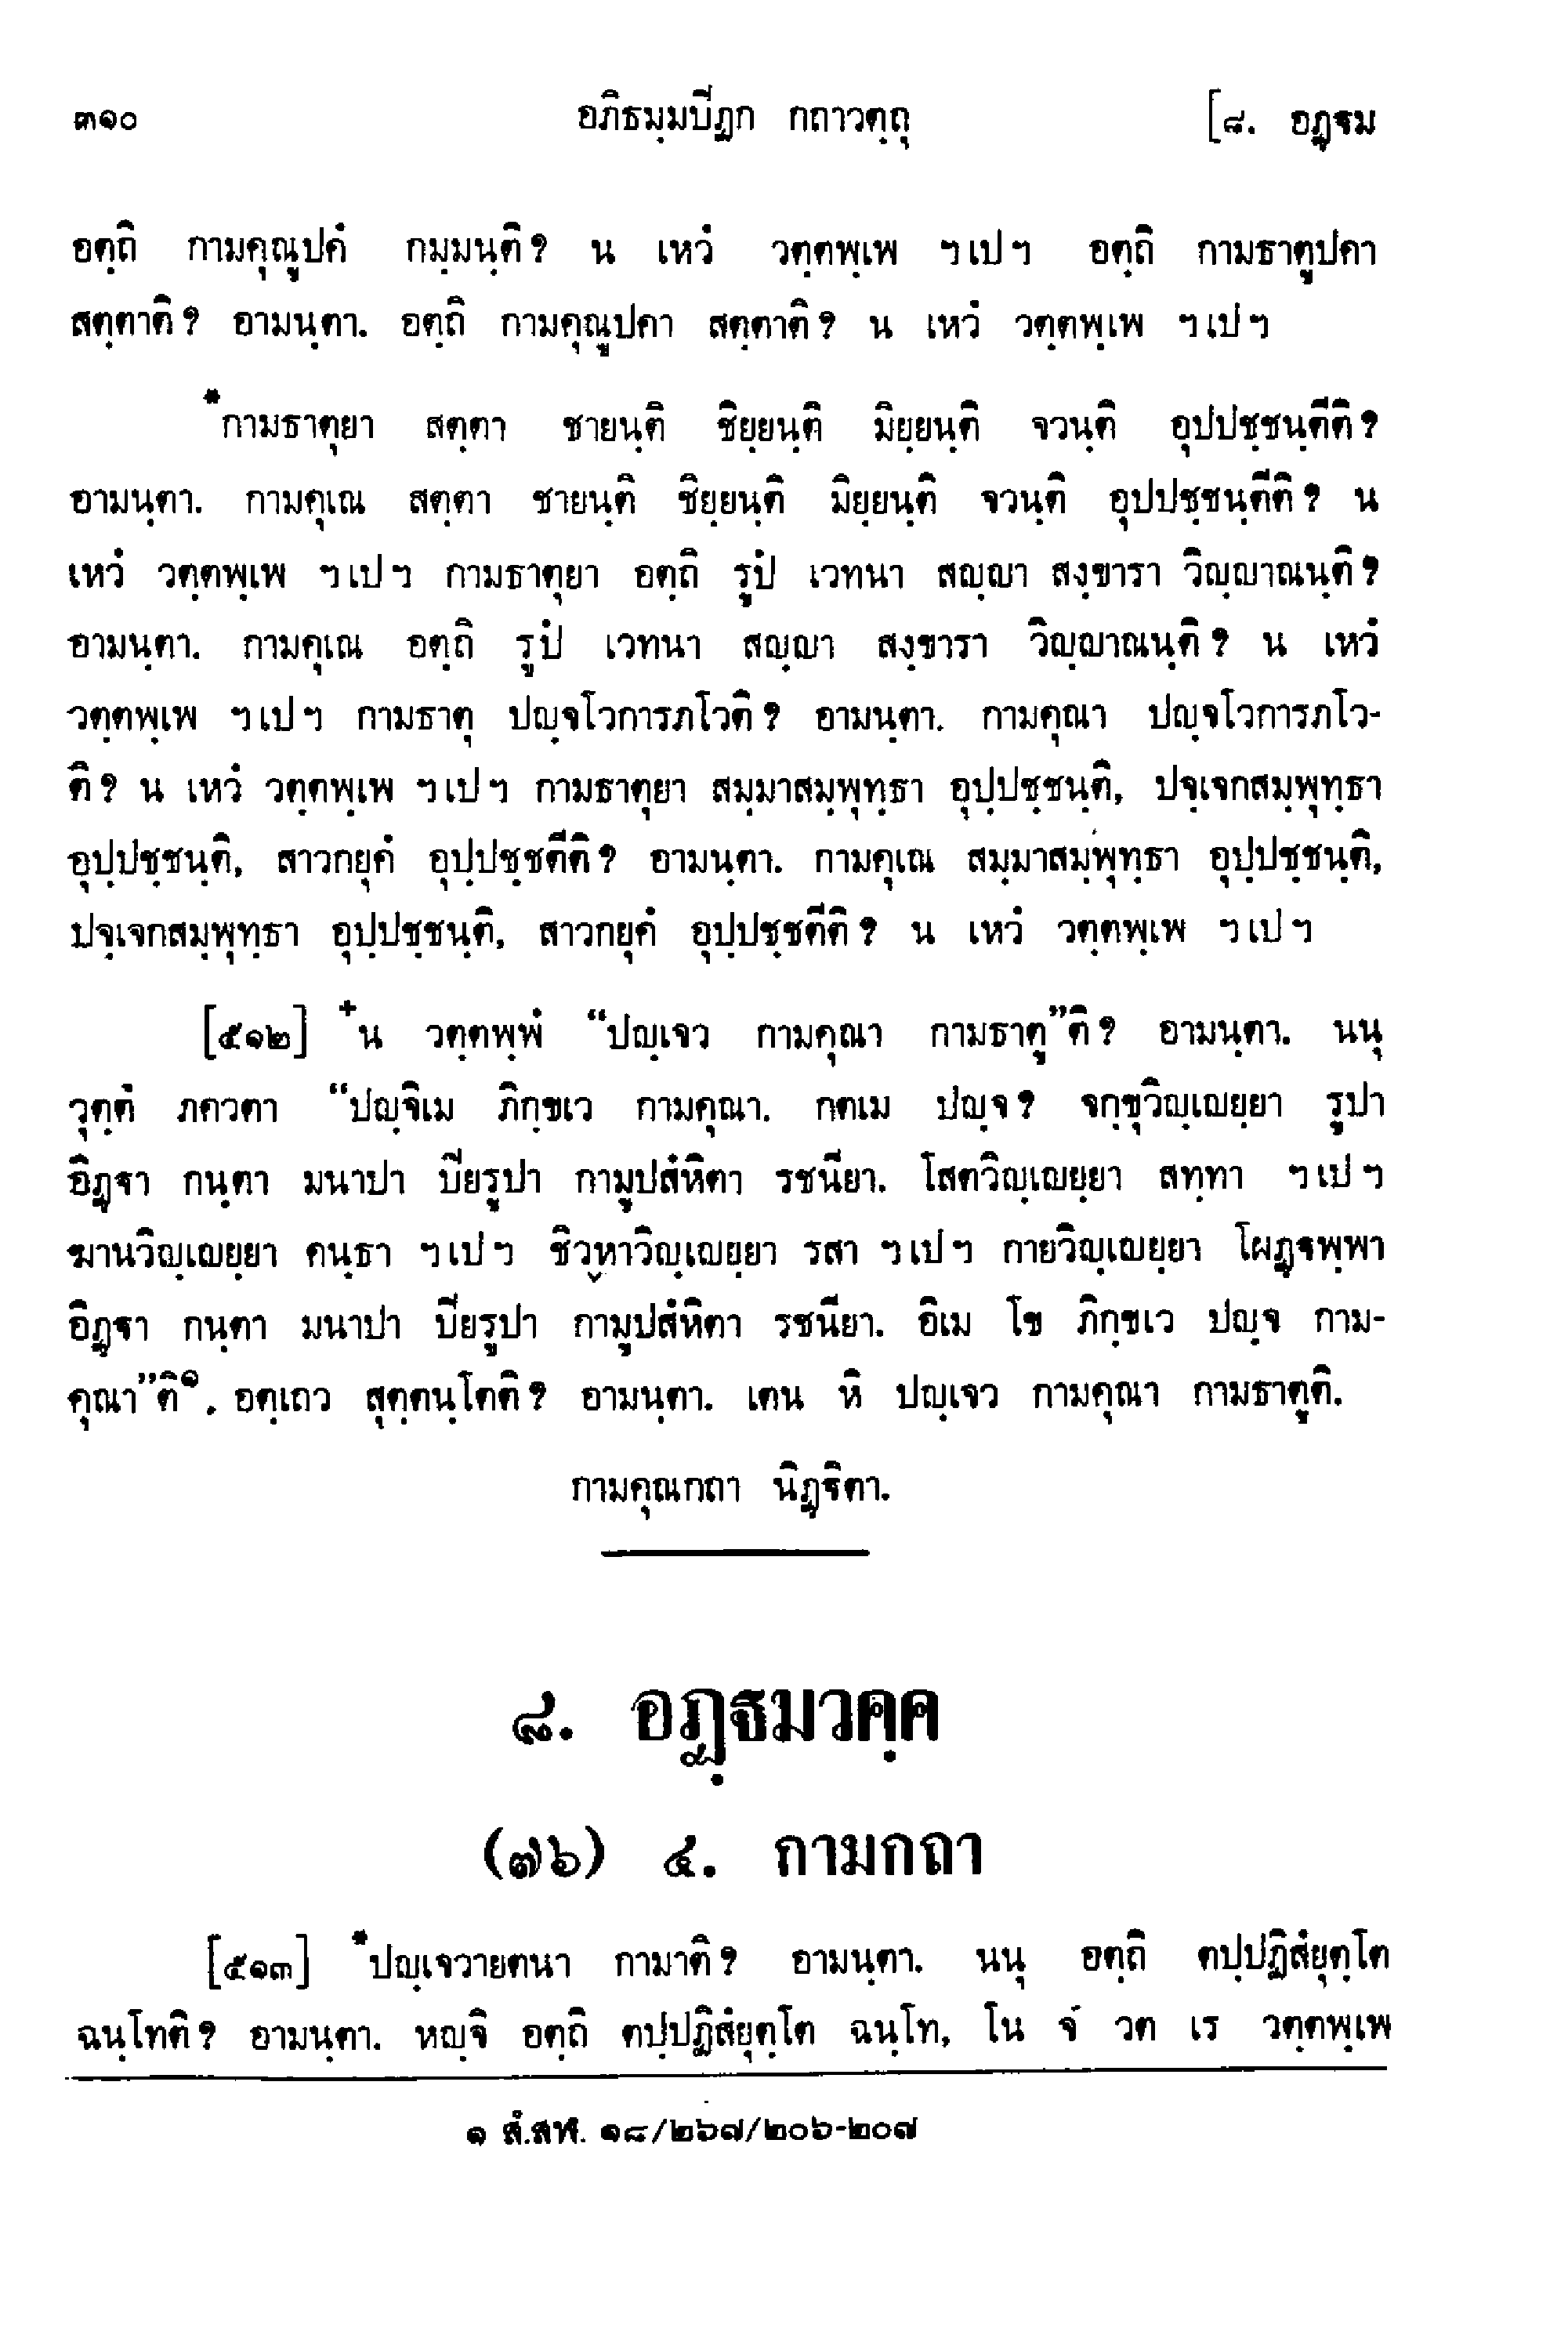 ๓๑๐ อภิธมฺมปิฏก กถาวตฺถุ [๘. อฏฺฐม
อตฺถิ กามคุณูปคํ กมฺมนฺติ? น เหวํ วตฺตพฺเพ ฯเปฯ อตฺถิ กามธาตูปคา
สตฺตาติ? อามนฺตา. อตฺถิ กามคุณูปคา สตฺตาติ? น เหวํ วตฺตพฺเพ ฯเปฯ
*กามธาตุยา สตฺตา ชายนฺติ ชิยฺยนฺติ มิยฺยนฺติ จวนฺติ อุปปชฺชนฺตีติ?
อามนฺตา. กามคุเณ สตฺตา ชายนฺติ ชิยฺยนฺติ มิยฺยนฺติ จวนฺติ อุปปชฺชนฺตีติ? น
เหวํ วตฺตพฺเพ ฯเปฯ กามธาตุยา อตฺถิ รูปํ เวทนา สญฺญา สงฺขารา วิญฺญาณนฺติ?
อามนฺตา. กามคุเณ อตฺถิ รูปํ เวทนา สญฺญา สงฺขารา วิญฺญาณนฺติ? น เหวํ
วตฺตพฺเพ ฯเปฯ กามธาตุ ปญฺจโวการภโวติ? อามนฺตา. กามคุณา ปญฺจโวการภโว-
ติ? น เหวํ วตฺตพฺเพ ฯเปฯ กามธาตุยา สมฺมาสมฺพุทฺธา อุปฺปชฺชนฺติ, ปจฺเจกสมฺพุทฺธา
อุปฺปชฺชนฺติ, สาวกยุคํ อุปฺปชฺชตีติ? อามนฺตา. กามคุเณ สมฺมาสมฺพุทฺธา อุปฺปชฺชนฺติ,
ปจฺเจกสมฺพุทฺธา อุปฺปชฺชนฺติ, สาวกยุคํ อุปฺปชฺชตีติ? น เหวํ วตฺตพฺเพ ฯเปฯ
[๕๑๒] +น วตฺตพฺพํ “ปญฺเจว กามคุณา กามธาตู”ติ? อามนฺตา. นนุ
วุตฺตํ ภควตา “ปญฺจิเม ภิกฺขเว กามคุณา. กตเม ปญฺจ? จกฺขุวิญฺเญยฺยา รูปา
อิฏฺฐา กนฺตา มนาปา ปิยรูปา กามูปสํหิตา รชนียา. โสตวิญฺเญยฺยา สทฺทา ฯเปฯ
ฆานวิญฺเญยฺยา คนฺธา ฯเปฯ ชิวฺหาวิญฺเญยฺยา รสา ฯเปฯ กายวิญฺเญยฺยา โผฏฺฐพฺพา
อิฏฺฐา กนฺตา มนาปา ปิยรูปา กามูปสํหิตา รชนียา. อิเม โข ภิกฺขเว ปญฺจ กาม-
คุณา”ติ๑. อตฺเถว สุตฺตนฺโตติ? อามนฺตา. เตน หิ ปญฺเจว กามคุณา กามธาตูติ.
กามคุณกถา นิฏฺฐิตา.
๘. อฏฺฐมวคฺค
(๗๖) ๔. กามกถา
[๕๑๓] *ปญฺเจวายตนา กามาติ? อามนฺตา. นนุ อตฺถิ ตปฺปฏิสํยุตฺโต
ฉนฺโทติ? อามนฺตา. หญฺจิ อตฺถิ ตปฺปฏิสํยุตฺโต ฉนฺโท, โน จ วต เร วตฺตพฺเพ
๑ สํ.สฬ. ๑๘/๒๖๗/๒๐๖-๒๐๗